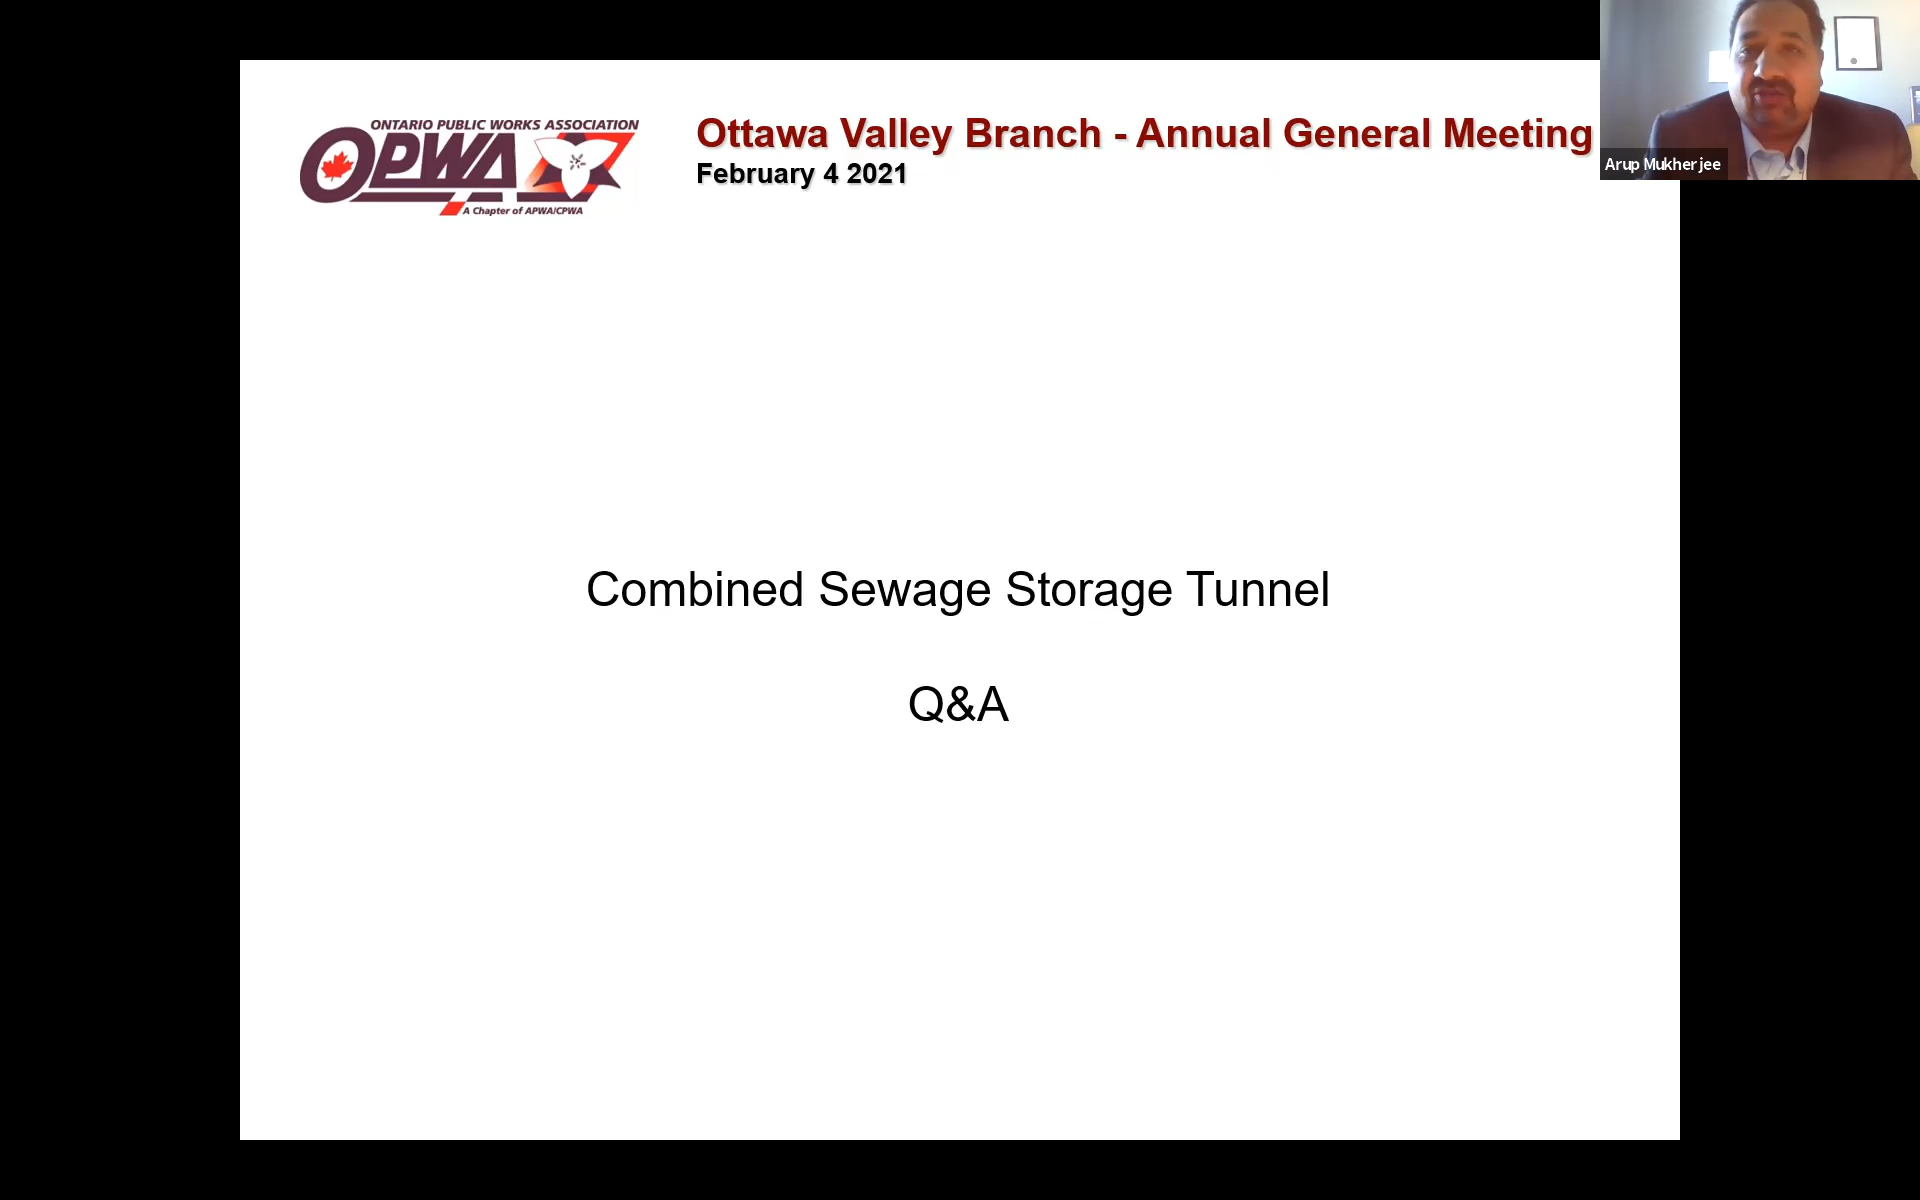 ONTARIO PUBLIC WORKS ASSOCIATION
OPWA
A Chapter of APWA/CPWA
Ottawa Valley Branch - Annual General Meeting
February 4 2021
Arup Mukherjee
Combined Sewage Storage Tunnel
Q&A